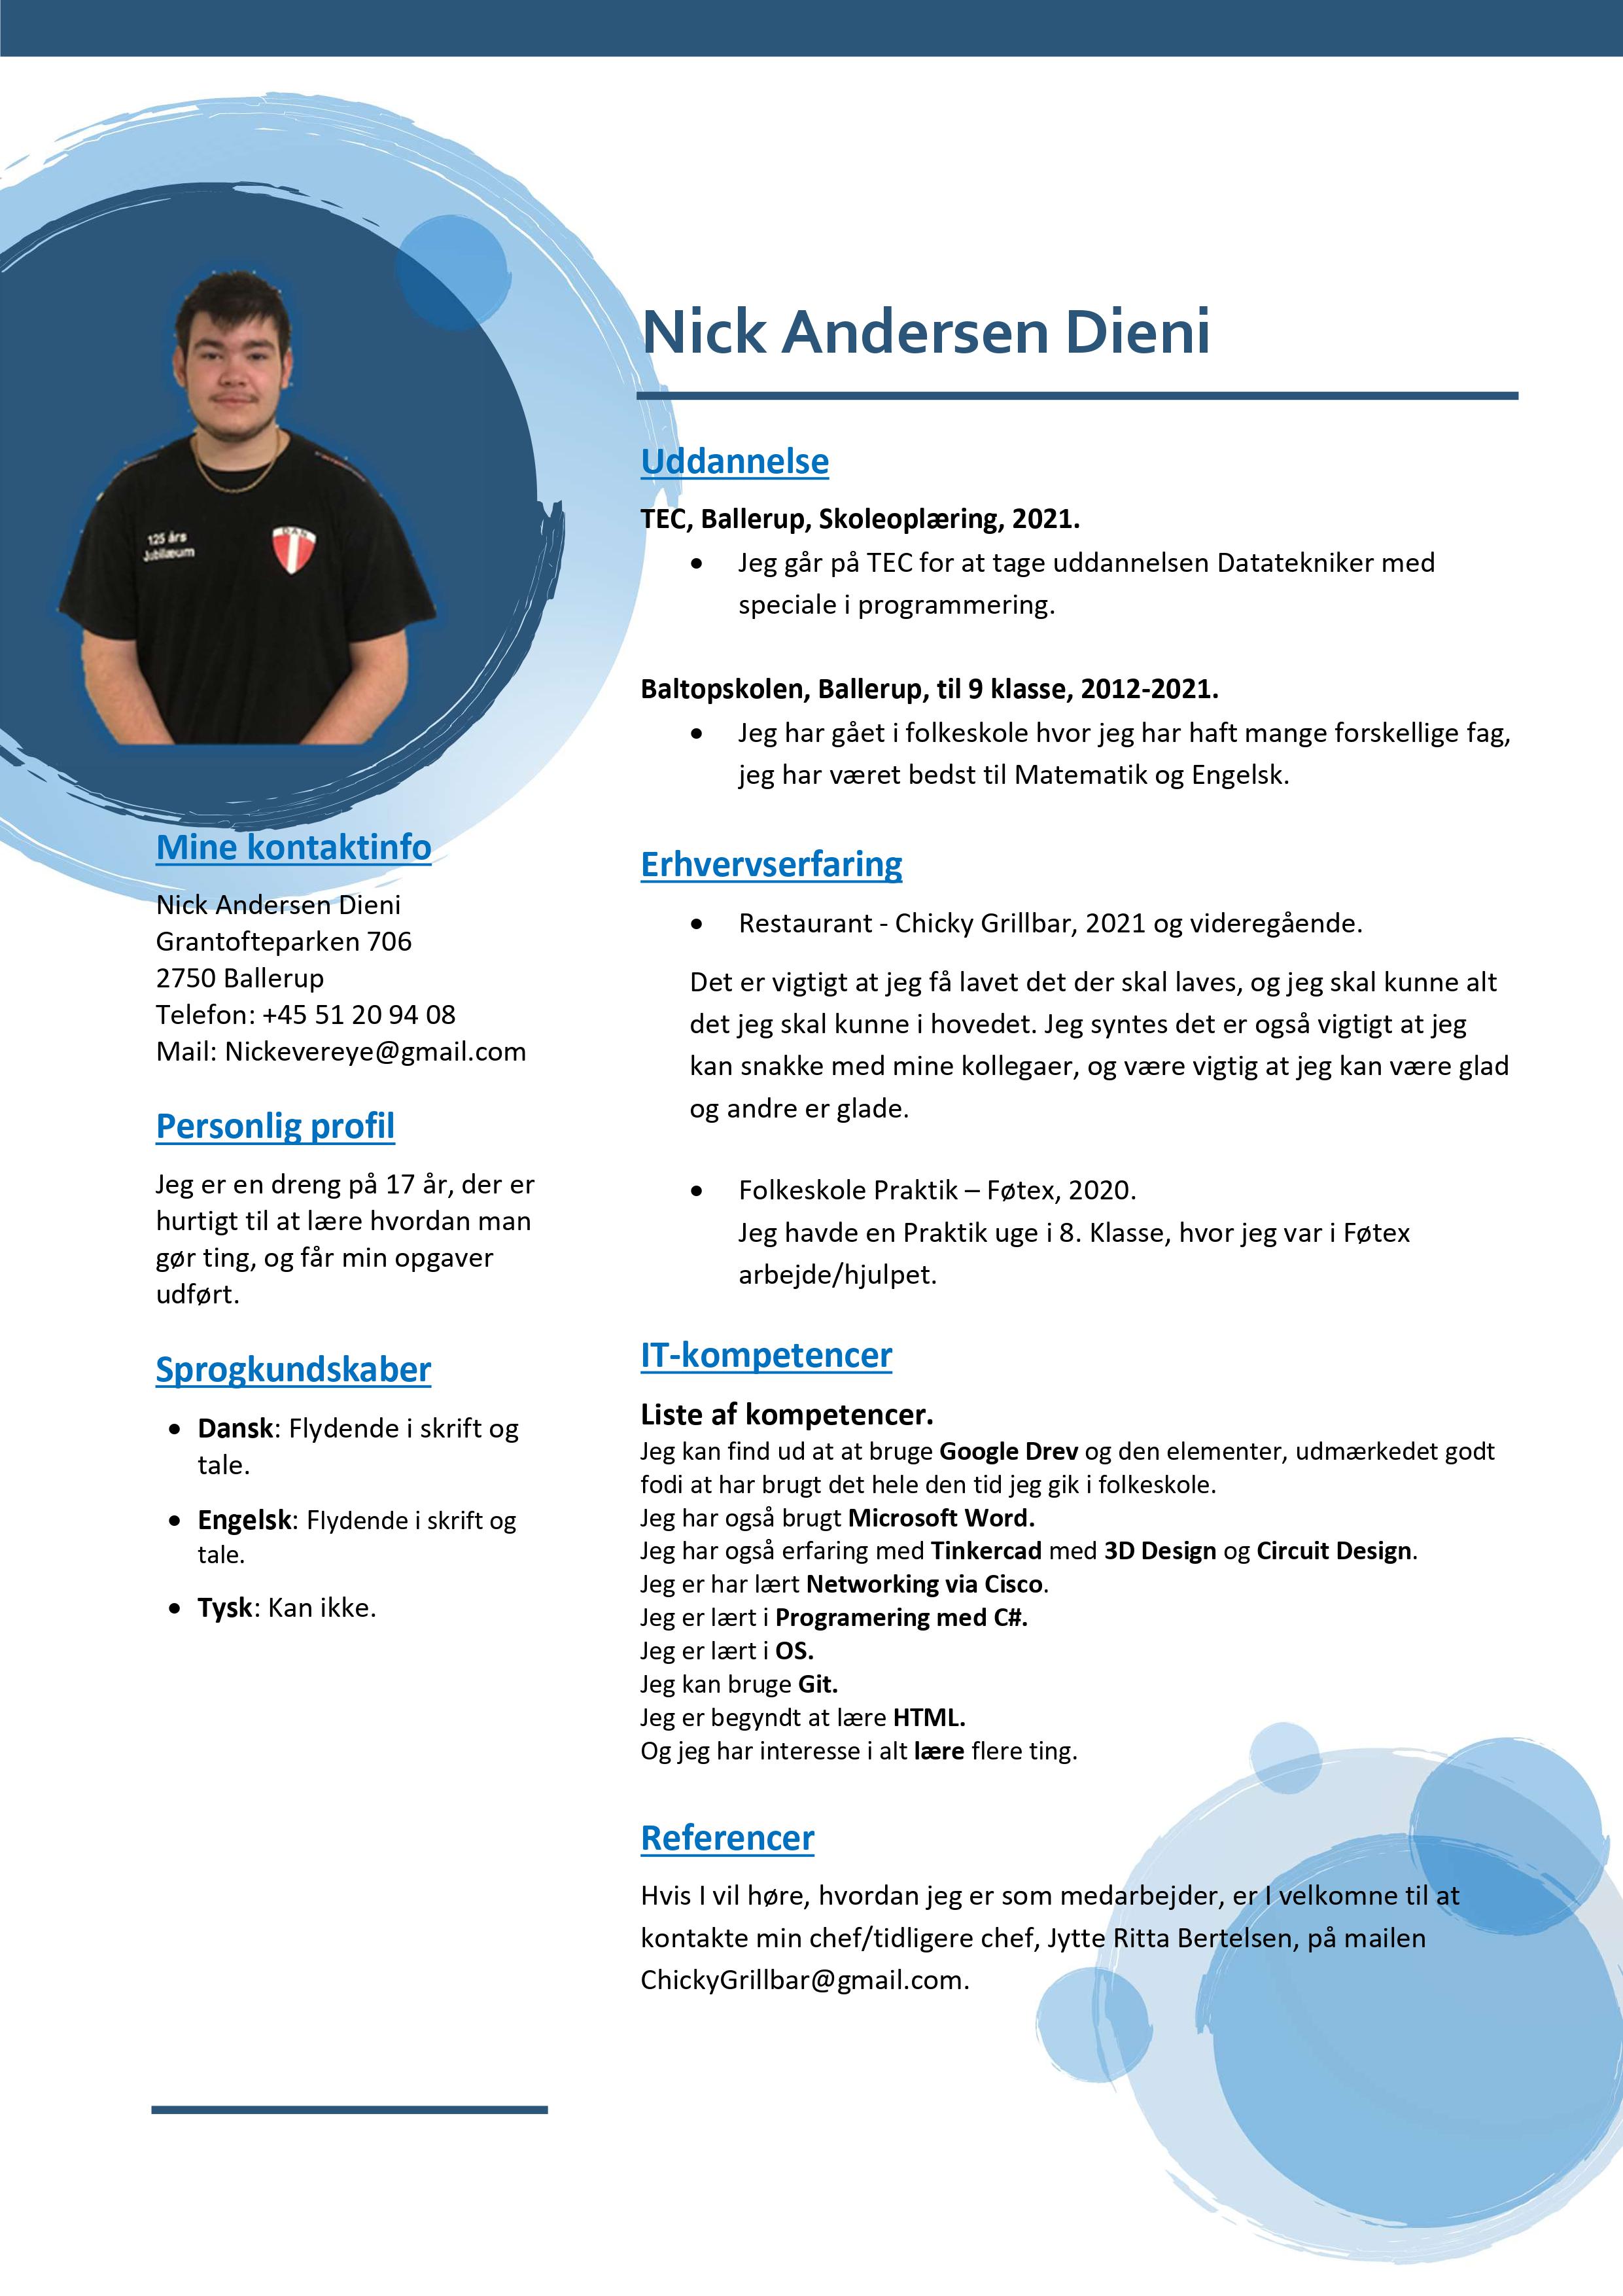 Nick Andersen Dieni
125 års
Jubilæum
DAN
Mine kontaktinfo
Nick Andersen Dieni
Grantofteparken 706
2750 Ballerup
Telefon: +45 51 20 94 08
Mail: Nickevereye@gmail.com
Personlig profil
Jeg er en dreng på 17 år, der er
hurtigt til at lære hvordan man
gør ting, og får min opgaver
udført.
Sprogkundskaber
• Dansk: Flydende i skrift og
tale.
• Engelsk: Flydende i skrift og
tale.
• Tysk: Kan ikke.
Uddannelse
TEC, Ballerup, Skoleoplæring, 2021.
• Jeg går på TEC for at tage uddannelsen Datatekniker med
speciale i programmering.
Baltopskolen, Ballerup, til 9 klasse, 2012-2021.
• Jeg har gået i folkeskole hvor jeg har haft mange forskellige fag,
jeg har været bedst til Matematik og Engelsk.
Erhvervserfaring
• Restaurant - Chicky Grillbar, 2021 og videregående.
Det er vigtigt at jeg få lavet det der skal laves, og jeg skal kunne alt
det jeg skal kunne i hovedet. Jeg syntes det er også vigtigt at jeg
kan snakke med mine kollegaer, og være vigtig at jeg kan være glad
og andre er glade.
• Folkeskole Praktik – Føtex, 2020.
Jeg havde en Praktik uge i 8. Klasse, hvor jeg var i Føtex
arbejde/hjulpet.
IT-kompetencer
Liste af kompetencer.
Jeg kan find ud at at bruge Google Drev og den elementer, udmærkedet godt
fodi at har brugt det hele den tid jeg gik i folkeskole.
Jeg har også brugt Microsoft Word.
Jeg har også erfaring med Tinkercad med 3D Design og Circuit Design.
Jeg er har lært Networking via Cisco.
Jeg er lært i Programering med C#.
Jeg er lært i OS.
Jeg kan bruge Git.
Jeg er begyndt at lære HTML.
Og jeg har interesse i alt lære flere ting.
Referencer
Hvis I vil høre, hvordan jeg er som medarbejder, er I velkomne til at
kontakte min chef/tidligere chef, Jytte Ritta Bertelsen, på mailen
ChickyGrillbar@gmail.com.